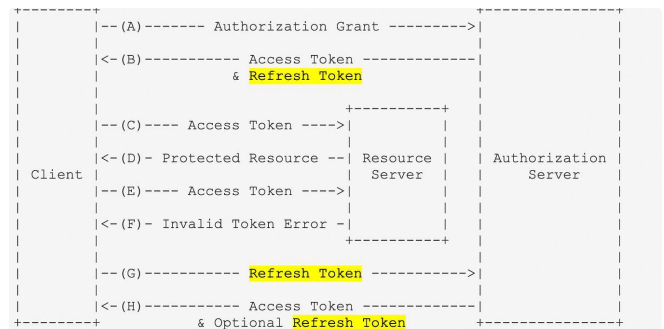 +--------+                                           +---------------+
|        |--(A)------- Authorization Grant --------->|               |
|        |                                           |               |
|        |<-(B)----------- Access Token -------------|               |
|        |               & Refresh Token             |               |
|        |                                           |               |
|        |                            +----------+   |               |
|        |--(C)---- Access Token ---->|          |   |               |
|        |                            |          |   |               |
|        |<-(D)- Protected Resource --| Resource |   | Authorization |
| Client |                            |  Server  |   |     Server    |
|        |--(E)---- Access Token ---->|          |   |               |
|        |                            |          |   |               |
|        |<-(F)- Invalid Token Error -|          |   |               |
|        |                            +----------+   |               |
|        |                                           |               |
|        |--(G)----------- Refresh Token ----------->|               |
|        |                                           |               |
|        |<-(H)----------- Access Token -------------|               |
+--------+           & Optional Refresh Token        +---------------+